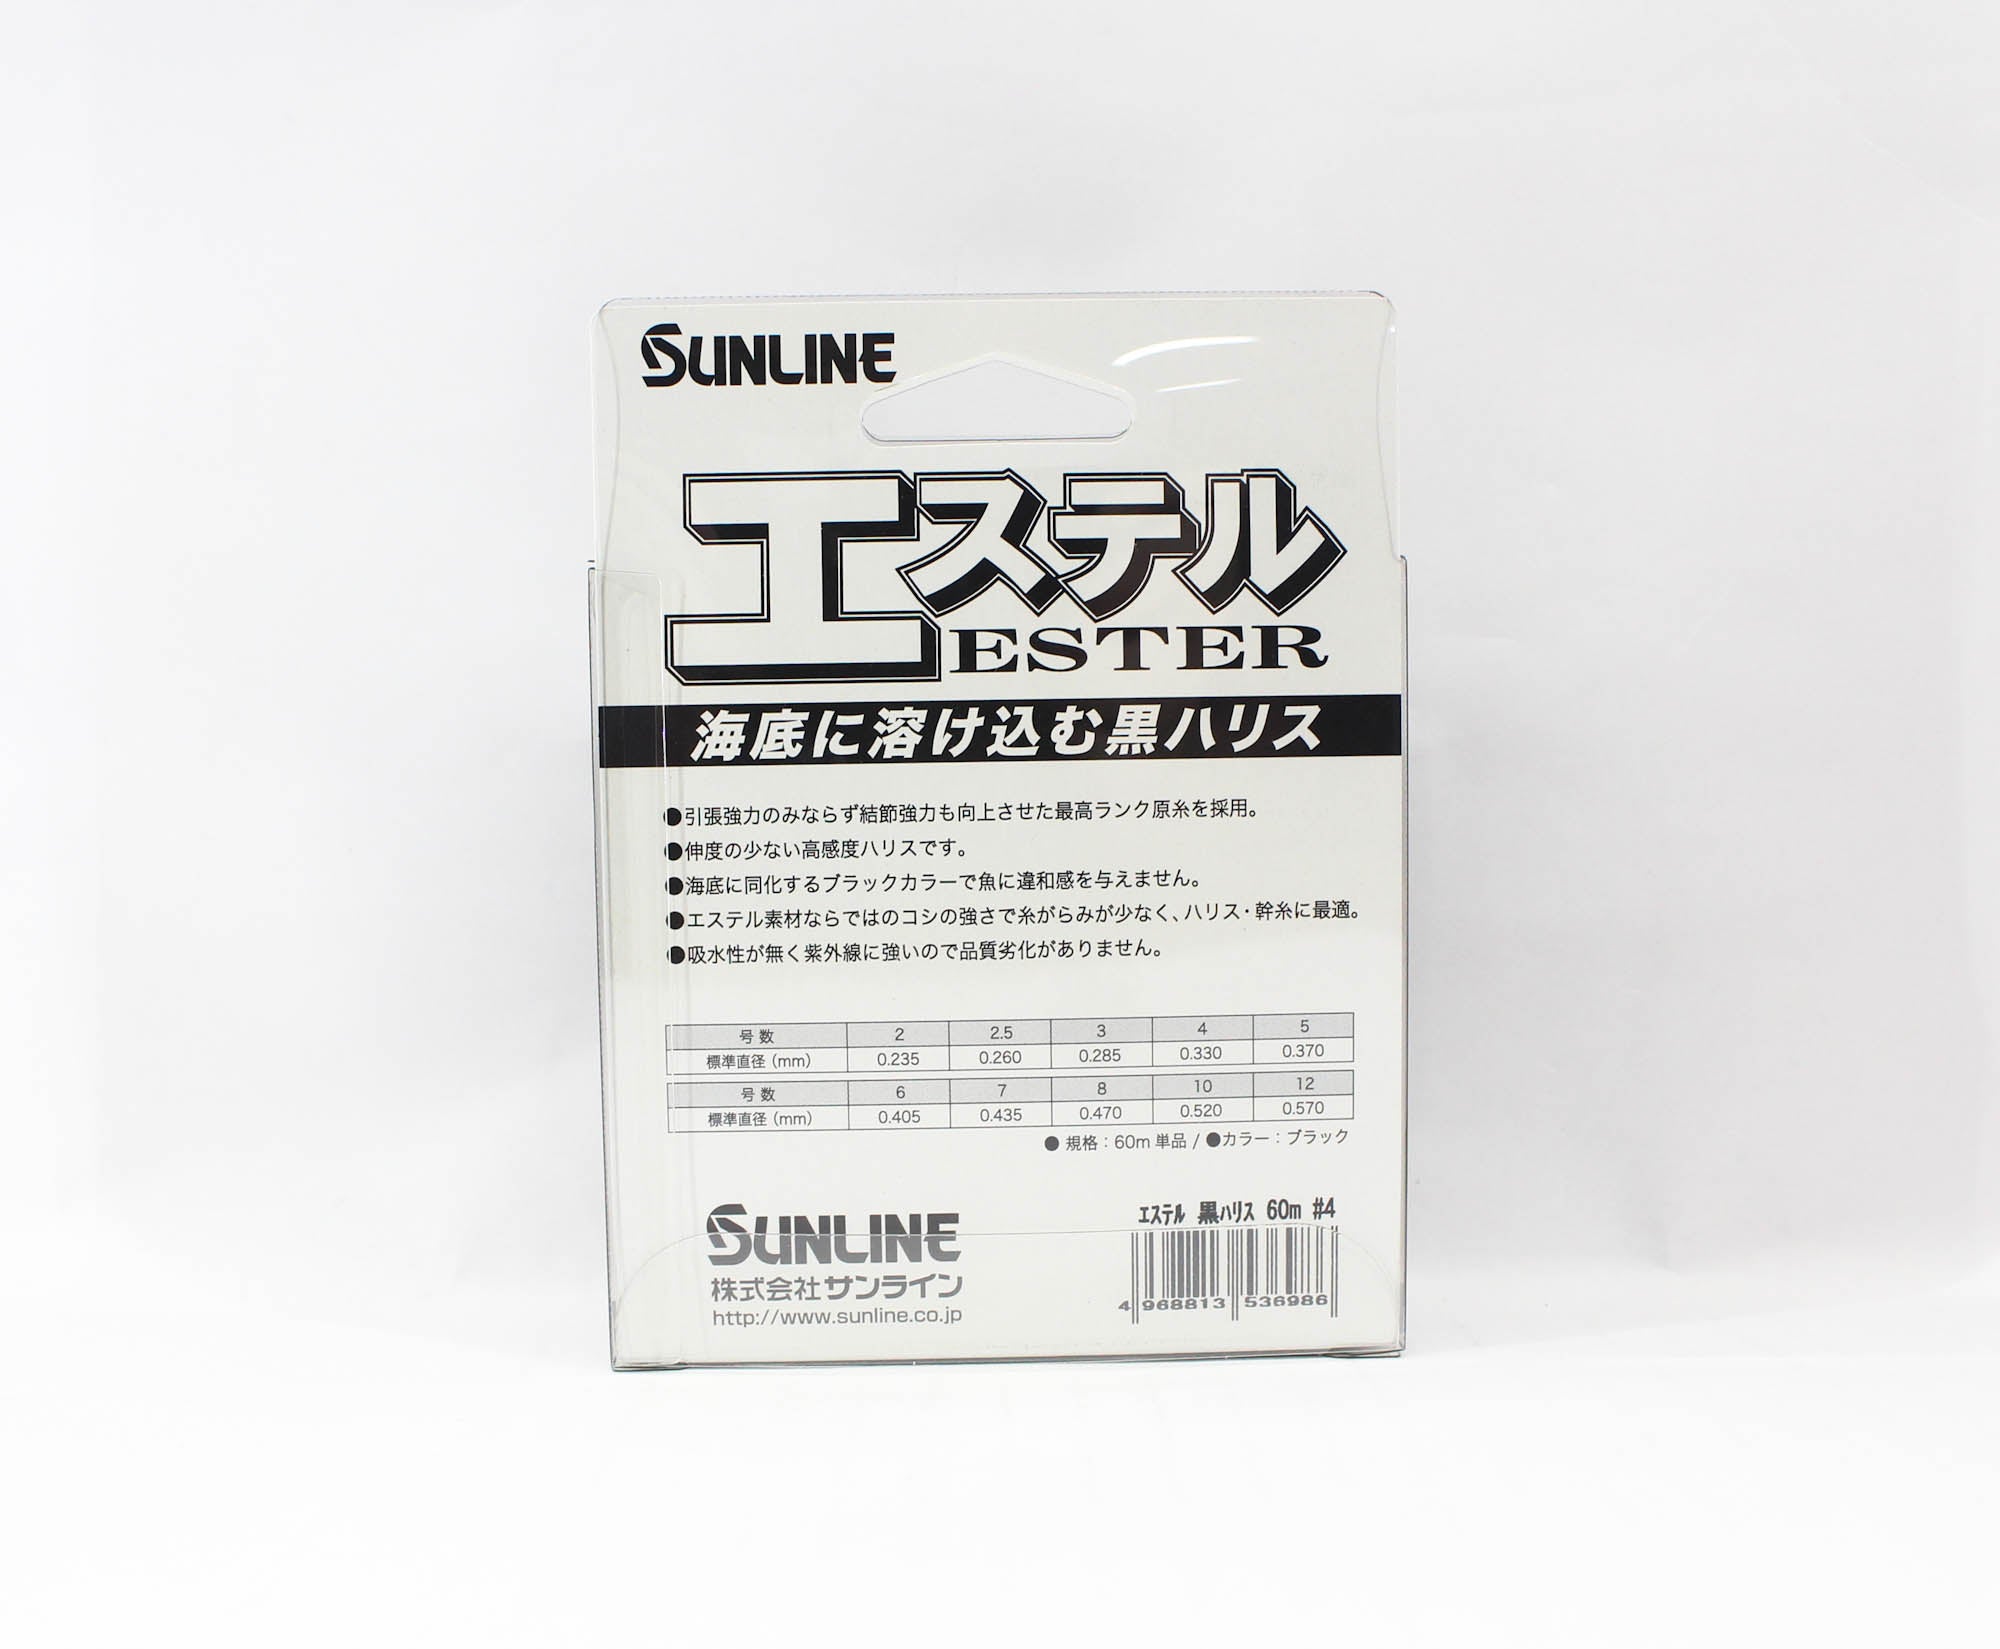 SUNLINE
エステル
ESTER
海底に溶け込む黒ハリス
●引張強力のみならず結節強力も向上させた最高ランク原糸を採用。
●伸度の少ない高感度ハリスです。
●海底に同化するブラックカラーで魚に違和感を与えません。
●エステル素材ならではのコシの強さで糸がらみが少なく、ハリス・幹糸に最適。
●吸水性が無く紫外線に強いので品質劣化がありません。
号数 2 2.5 3 4 5
標準直径(mm) 0.235 0.260 0.285 0.330 0.370
号数 6 7 8 10 12
標準直径(mm) 0.405 0.435 0.470 0.520 0.570
● 規格:60m 単品 / ●カラー:ブラック
エステル 黒ハリス 60m #4
SUNLINE
株式会社サンライン
http://www.sunline.co.jp
4 968813 536986